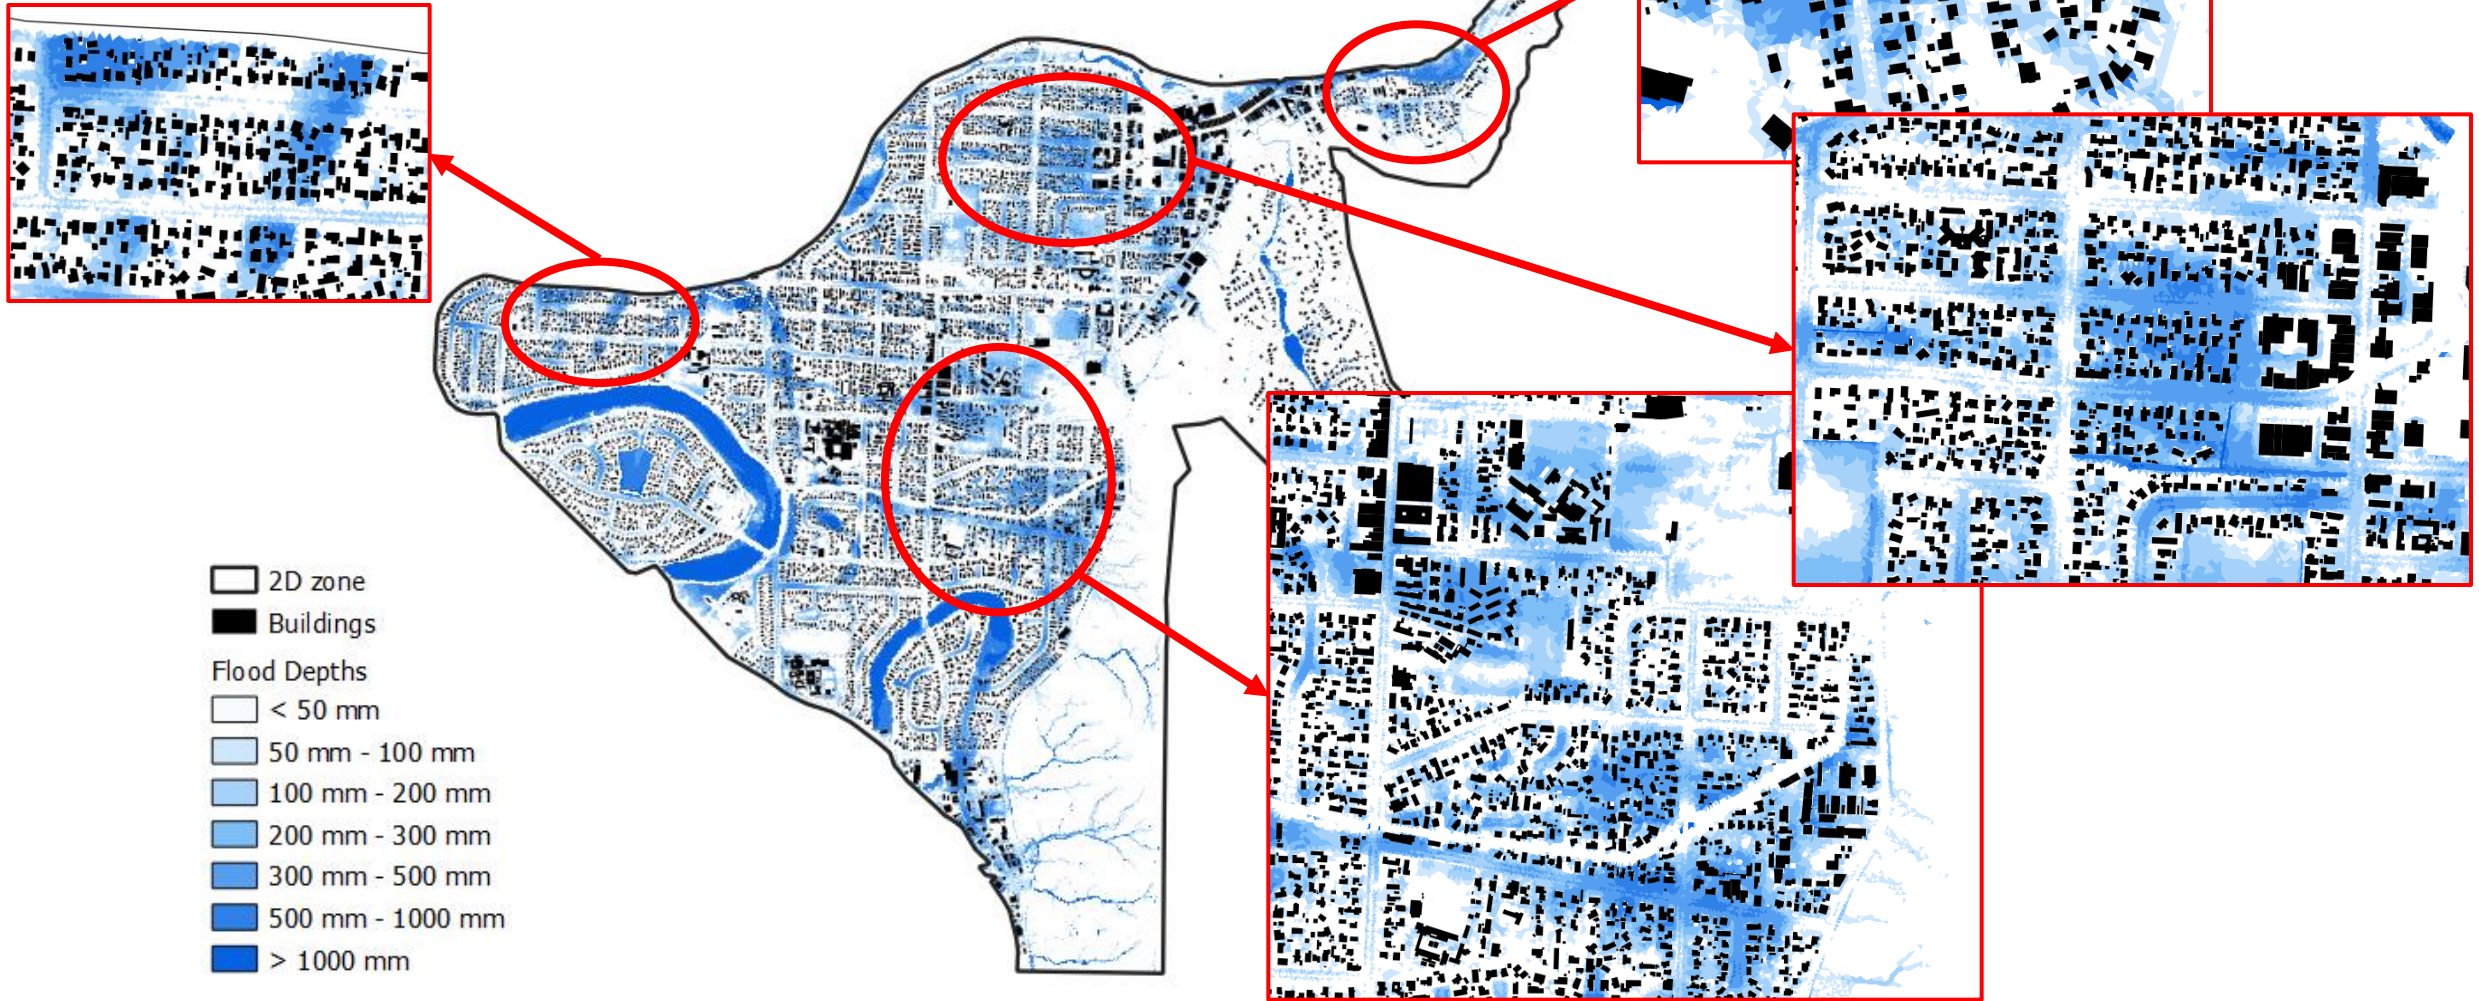 2D zone
Buildings
Flood Depths
< 50 mm
50 mm - 100 mm
100 mm - 200 mm
200 mm - 300 mm
300 mm - 500 mm
500 mm - 1000 mm
> 1000 mm